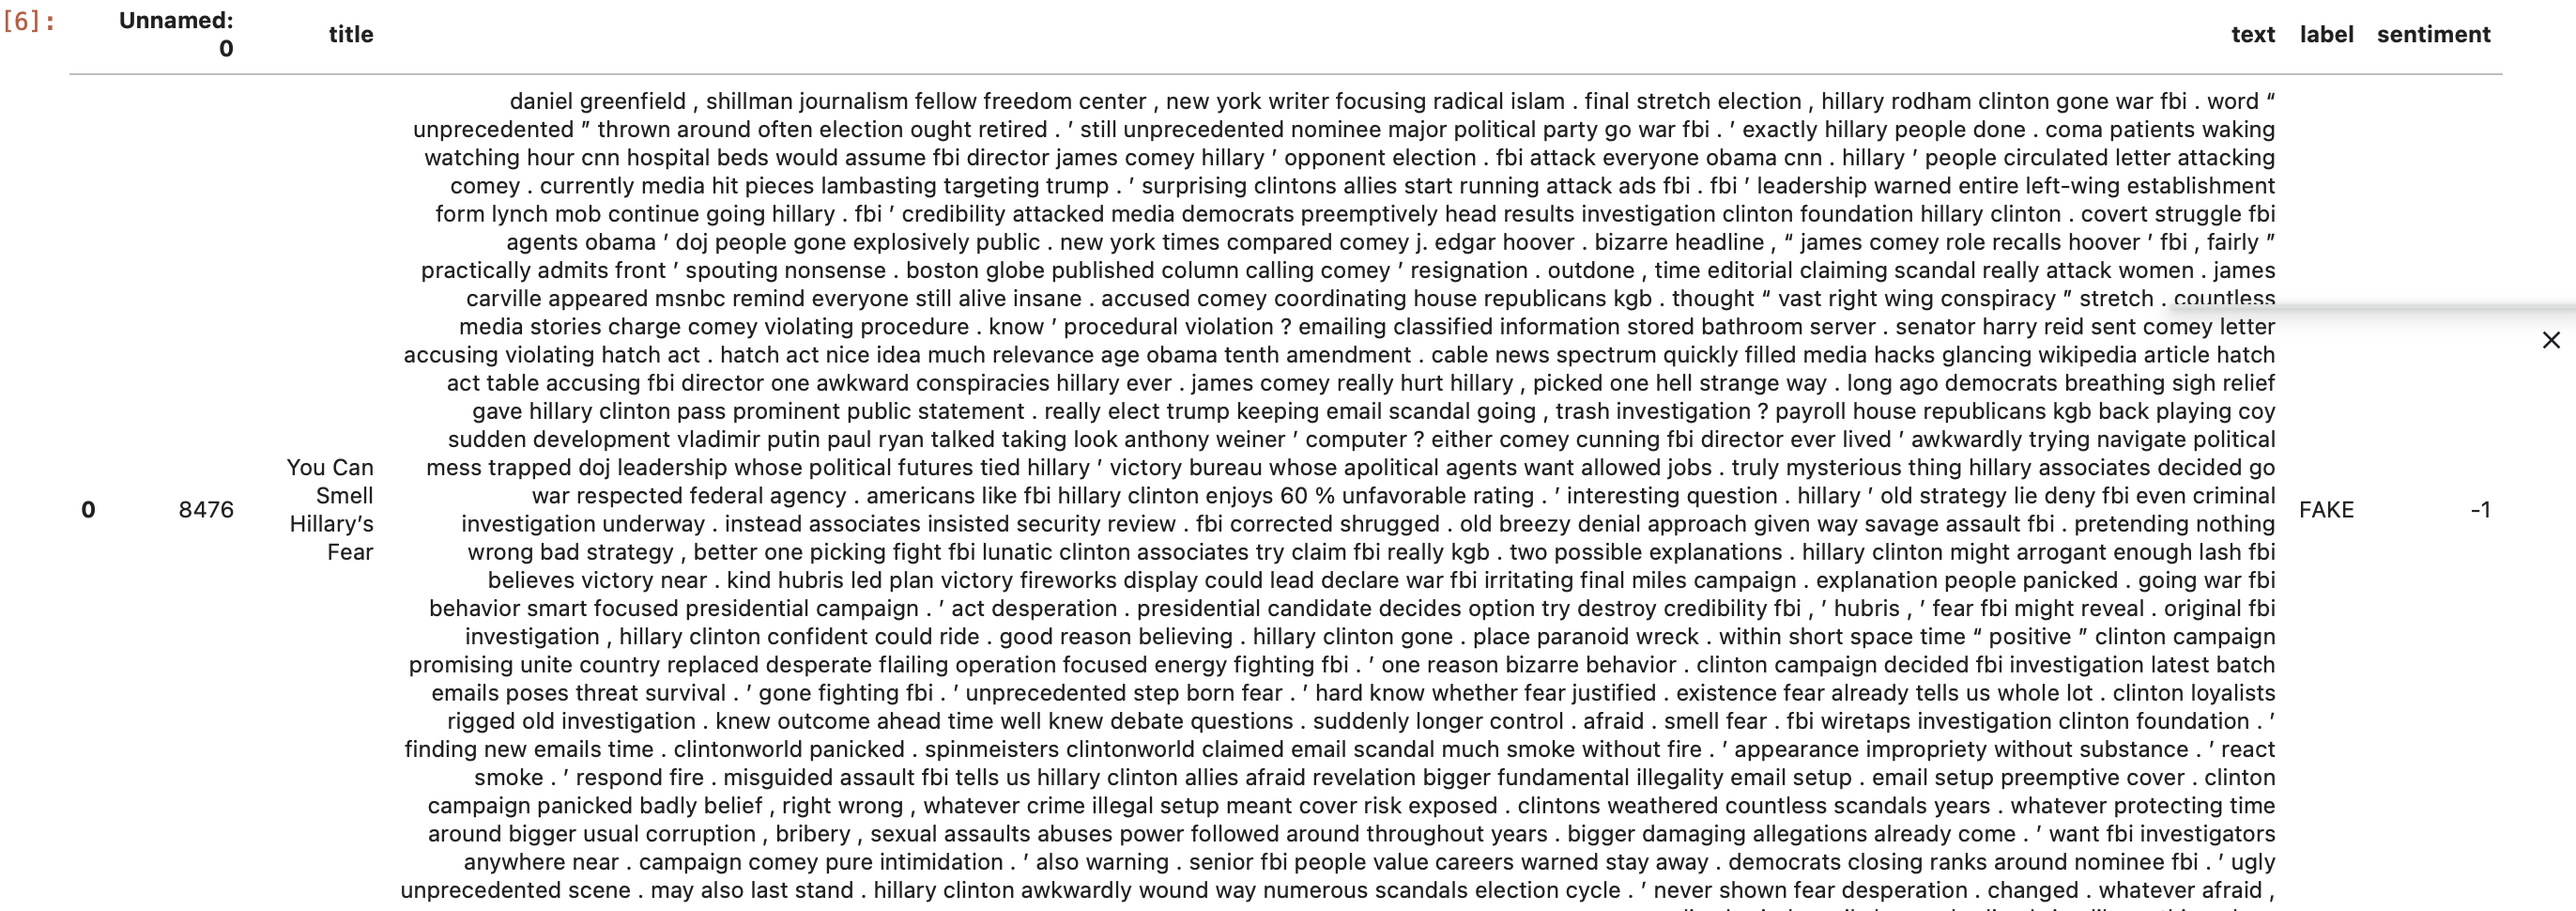 [6]:
Unnamed: 0 title text label sentiment
daniel greenfield , shillman journalism fellow freedom center , new york writer focusing radical islam . final stretch election , hillary rodham clinton gone war fbi . word “
unprecedented ” thrown around often election ought retired . ’ still unprecedented nominee major political party go war fbi . ’ exactly hillary people done . coma patients waking
watching hour cnn hospital beds would assume fbi director james comey hillary ’ opponent election . fbi attack everyone obama cnn . hillary ’ people circulated letter attacking
comey . currently media hit pieces lambasting targeting trump . ’ surprising clintons allies start running attack ads fbi . fbi ’ leadership warned entire left-wing establishment
form lynch mob continue going hillary . fbi ’ credibility attacked media democrats preemptively head results investigation clinton foundation hillary clinton . covert struggle fbi
agents obama ’ doj people gone explosively public . new york times compared comey j. edgar hoover . bizarre headline , “ james comey role recalls hoover ’ fbi , fairly ”
practically admits front ’ spouting nonsense . boston globe published column calling comey ’ resignation . outdone , time editorial claiming scandal really attack women . james
carville appeared msnbc remind everyone still alive insane . accused comey coordinating house republicans kgb . thought “ vast right wing conspiracy ” stretch . countless
media stories charge comey violating procedure . know ’ procedural violation ? emailing classified information stored bathroom server . senator harry reid sent comey letter
accusing violating hatch act . hatch act nice idea much relevance age obama tenth amendment . cable news spectrum quickly filled media hacks glancing wikipedia article hatch
act table accusing fbi director one awkward conspiracies hillary ever . james comey really hurt hillary , picked one hell strange way . long ago democrats breathing sigh relief
gave hillary clinton pass prominent public statement . really elect trump keeping email scandal going , trash investigation ? payroll house republicans kgb back playing coy
sudden development vladimir putin paul ryan talked taking look anthony weiner ’ computer ? either comey cunning fbi director ever lived ’ awkwardly trying navigate political
mess trapped doj leadership whose political futures tied hillary ’ victory bureau whose apolitical agents want allowed jobs . truly mysterious thing hillary associates decided go
war respected federal agency . americans like fbi hillary clinton enjoys 60 % unfavorable rating . ’ interesting question . hillary ’ old strategy lie deny fbi even criminal
0 8476 You Can Smell Hillary’s Fear
FAKE -1
investigation underway . instead associates insisted security review . fbi corrected shrugged . old breezy denial approach given way savage assault fbi . pretending nothing
wrong bad strategy , better one picking fight fbi lunatic clinton associates try claim fbi really kgb . two possible explanations . hillary clinton might arrogant enough lash fbi
believes victory near . kind hubris led plan victory fireworks display could lead declare war fbi irritating final miles campaign . explanation people panicked . going war fbi
behavior smart focused presidential campaign . ’ act desperation . presidential candidate decides option try destroy credibility fbi , ’ hubris , ’ fear fbi might reveal . original fbi
investigation , hillary clinton confident could ride . good reason believing . hillary clinton gone . place paranoid wreck . within short space time “ positive ” clinton campaign
promising unite country replaced desperate flailing operation focused energy fighting fbi . ’ one reason bizarre behavior . clinton campaign decided fbi investigation latest batch
emails poses threat survival . ’ gone fighting fbi . ’ unprecedented step born fear . ’ hard know whether fear justified . existence fear already tells us whole lot . clinton loyalists
rigged old investigation . knew outcome ahead time well knew debate questions . suddenly longer control . afraid . smell fear . fbi wiretaps investigation clinton foundation . ’
finding new emails time . clintonworld panicked . spinmeisters clintonworld claimed email scandal much smoke without fire . ’ appearance impropriety without substance . ’ react
smoke . ’ respond fire . misguided assault fbi tells us hillary clinton allies afraid revelation bigger fundamental illegality email setup . email setup preemptive cover . clinton
campaign panicked badly belief , right wrong , whatever crime illegal setup meant cover risk exposed . clintons weathered countless scandals years . whatever protecting time
around bigger usual corruption , bribery , sexual assaults abuses power followed around throughout years . bigger damaging allegations already come . ’ want fbi investigators
anywhere near . campaign comey pure intimidation . ’ also warning . senior fbi people value careers warned stay away . democrats closing ranks around nominee fbi . ’ ugly
unprecedented scene . may also last stand . hillary clinton awkwardly wound way numerous scandals election cycle . ’ never shown fear desperation . changed . whatever afraid ,